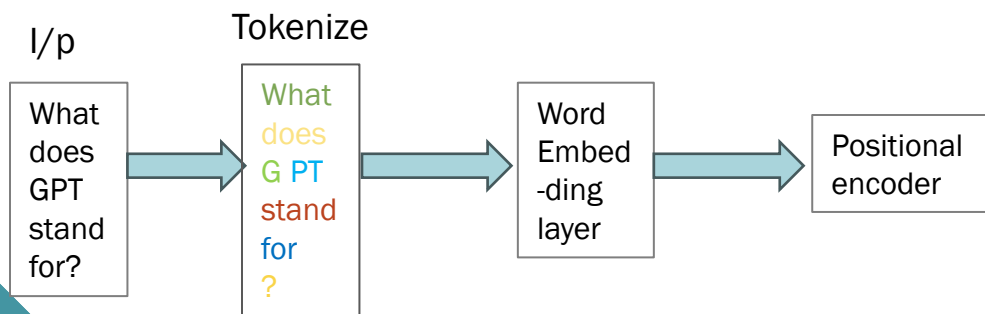 I/p
What
does
GPT
stand
for?
Tokenize
What
does
G PT
stand
for
?
Word
Embed
-ding
layer
Positional
encoder